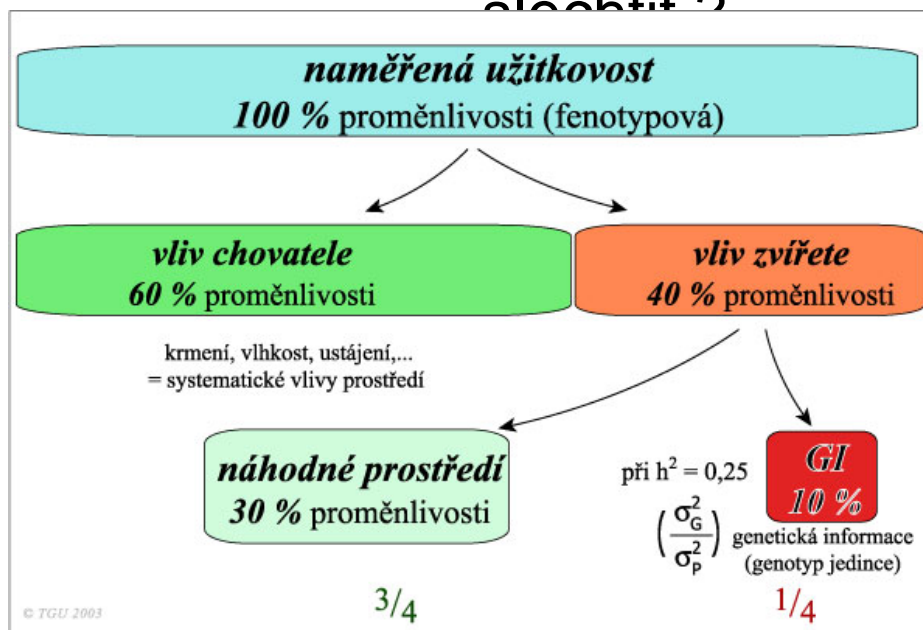 naměřená užitkovost
100 % proměnlivosti (fenotypová)
vliv chovatele
60 % proměnlivosti
vliv zvířete
40 % proměnlivosti
krmení, vlhkost, ustájení,...
= systematické vlivy prostředí
náhodné prostředí
30 % proměnlivosti
při h² = 0,25
(σ²G / σ²P)
GI
10 %
genetická informace
(genotyp jedince)
3/4
1/4
© TGU 2003